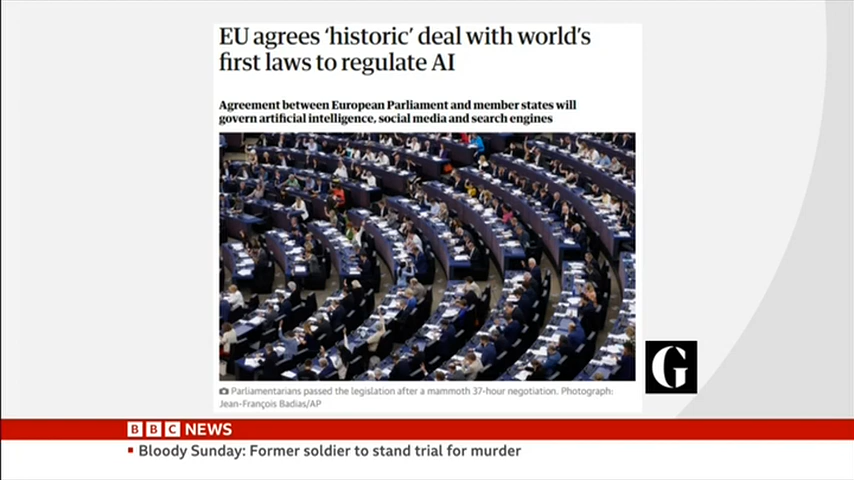 EU agrees ‘historic’ deal with world’s
first laws to regulate AI
Agreement between European Parliament and member states will
govern artificial intelligence, social media and search engines
Parliamentarians passed the legislation after a mammoth 37-hour negotiation. Photograph:
Jean-François Badias/AP
G
BBC NEWS
Bloody Sunday: Former soldier to stand trial for murder